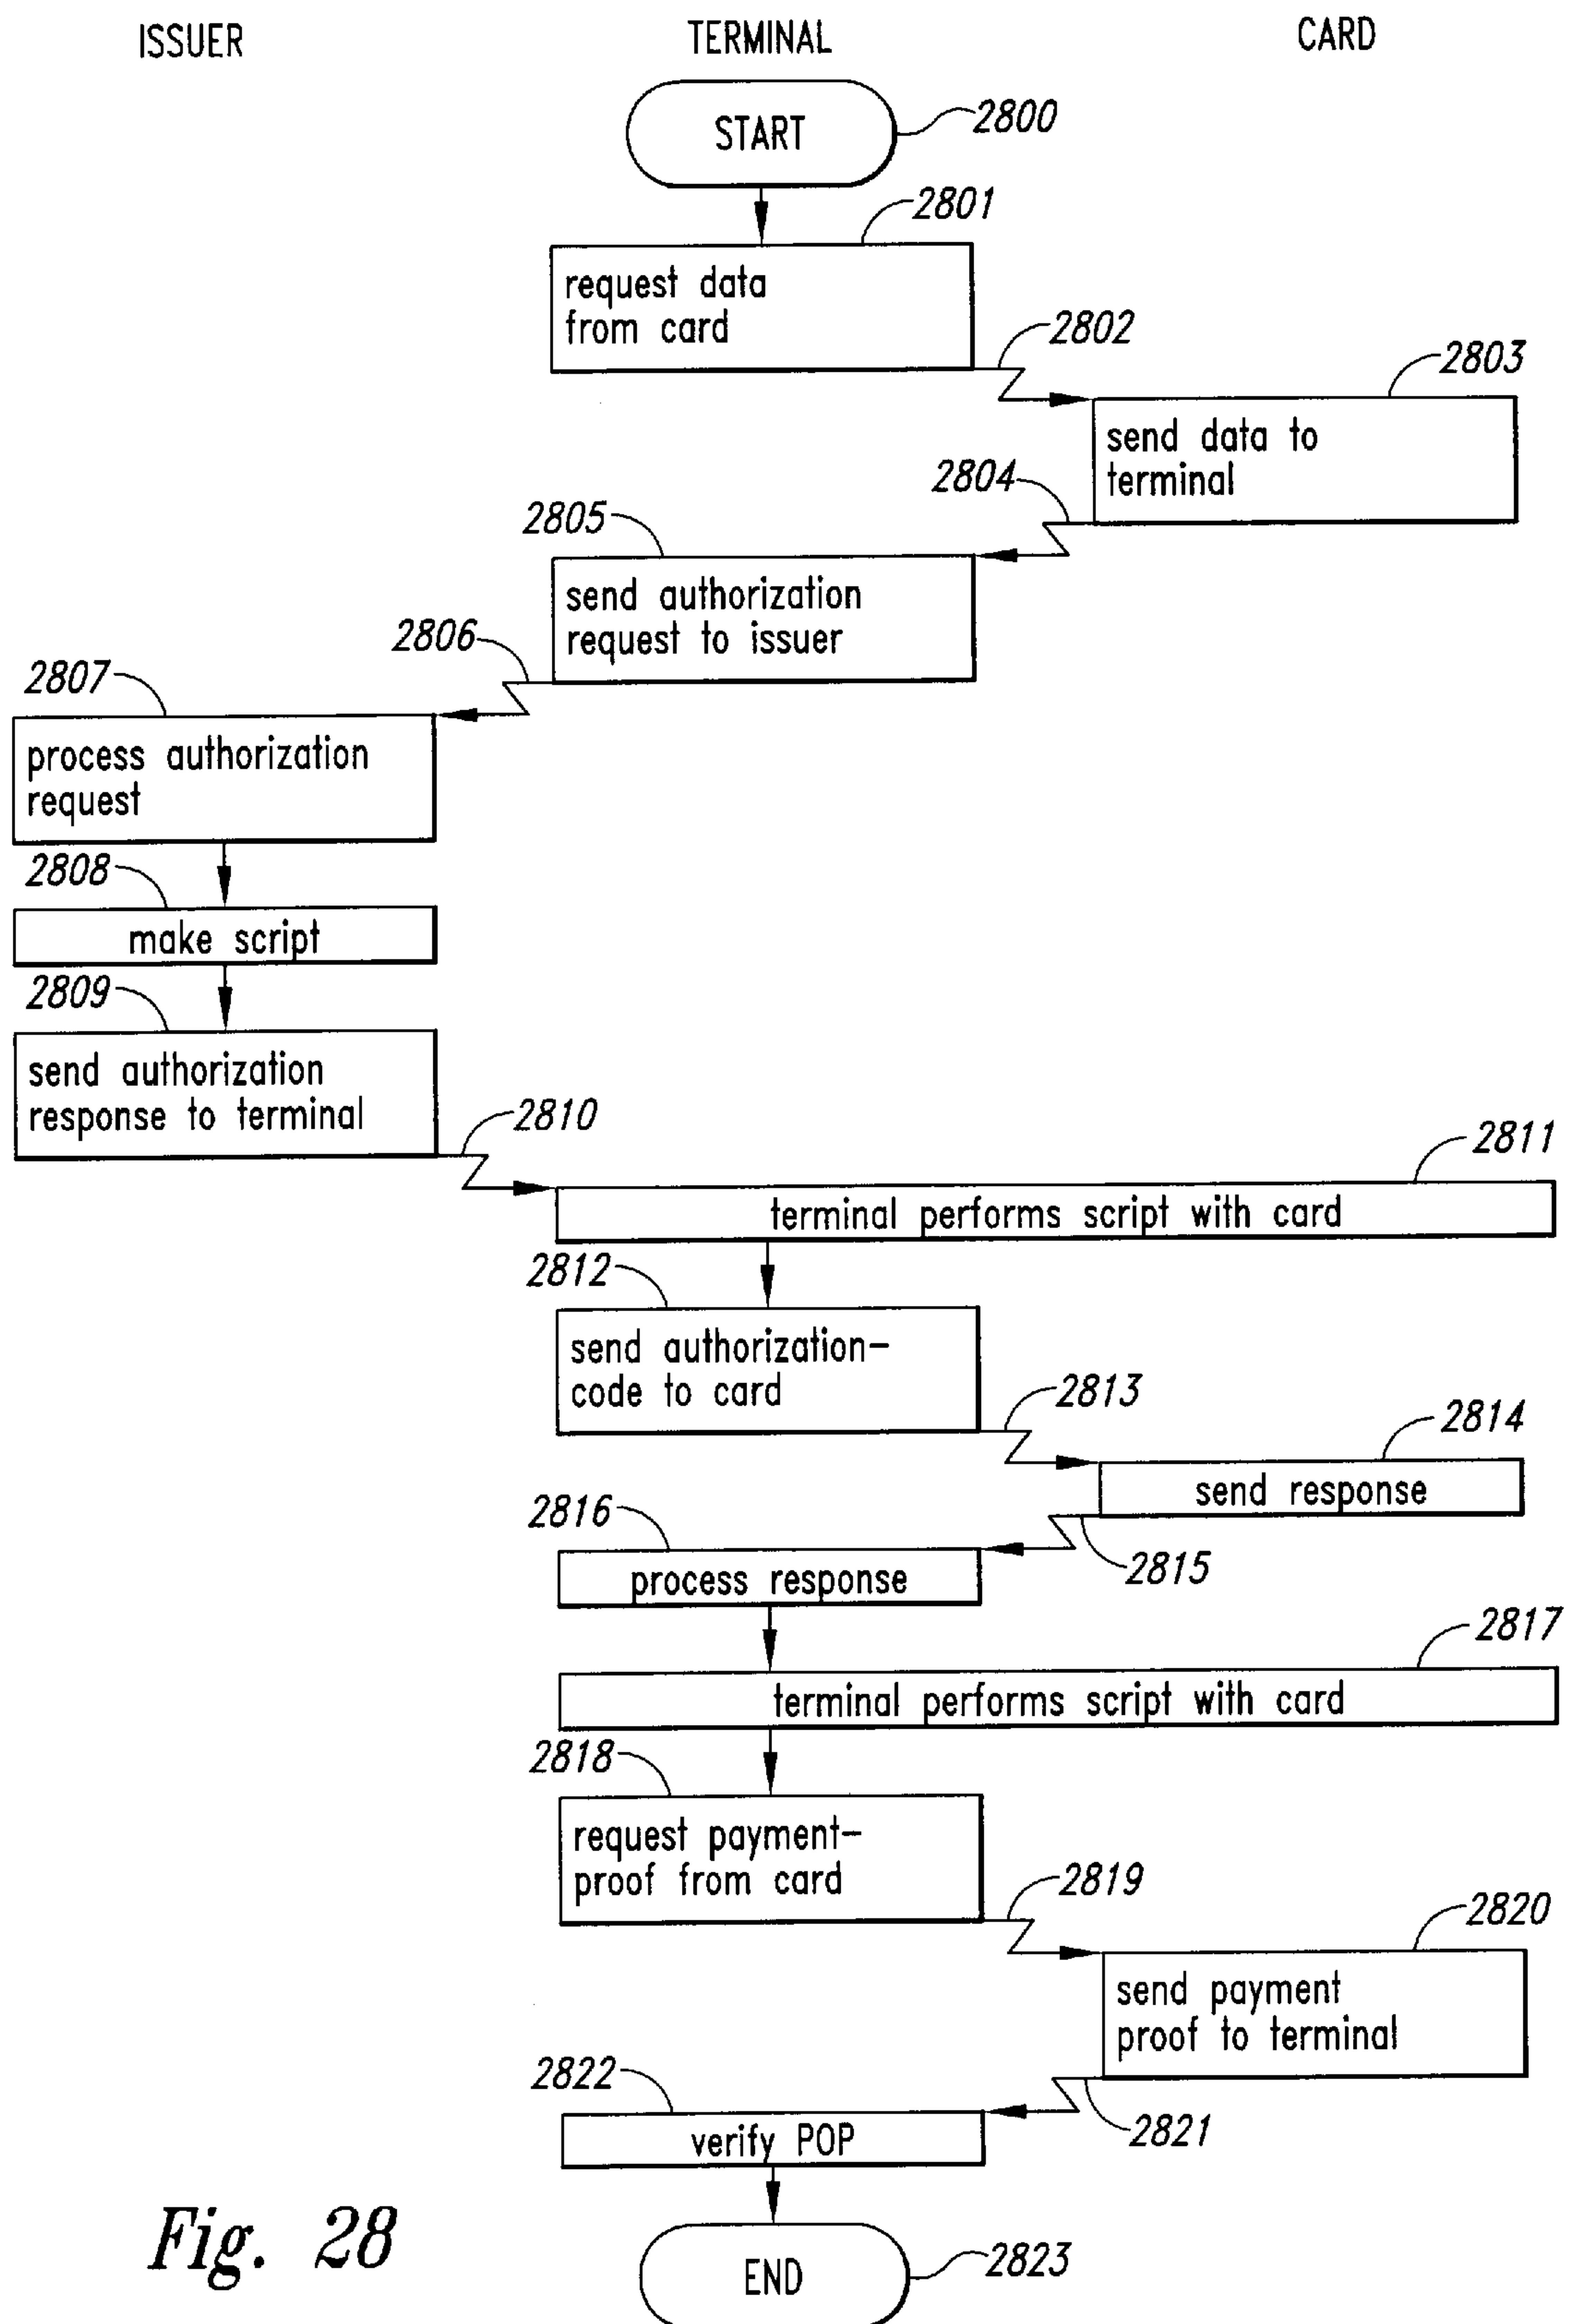 ISSUER
TERMINAL
CARD
START
2800
2801
request data
from card
2802
2803
send data to
terminal
2804
2805
send authorization
request to issuer
2806
2807
process authorization
request
2808
make script
2809
send authorization
response to terminal
2810
2811
terminal performs script with card
2812
send authorization-
code to card
2813
2814
send response
2815
2816
process response
2817
terminal performs script with card
2818
request payment-
proof from card
2819
2820
send payment
proof to terminal
2821
2822
verify POP
END
2823
Fig. 28